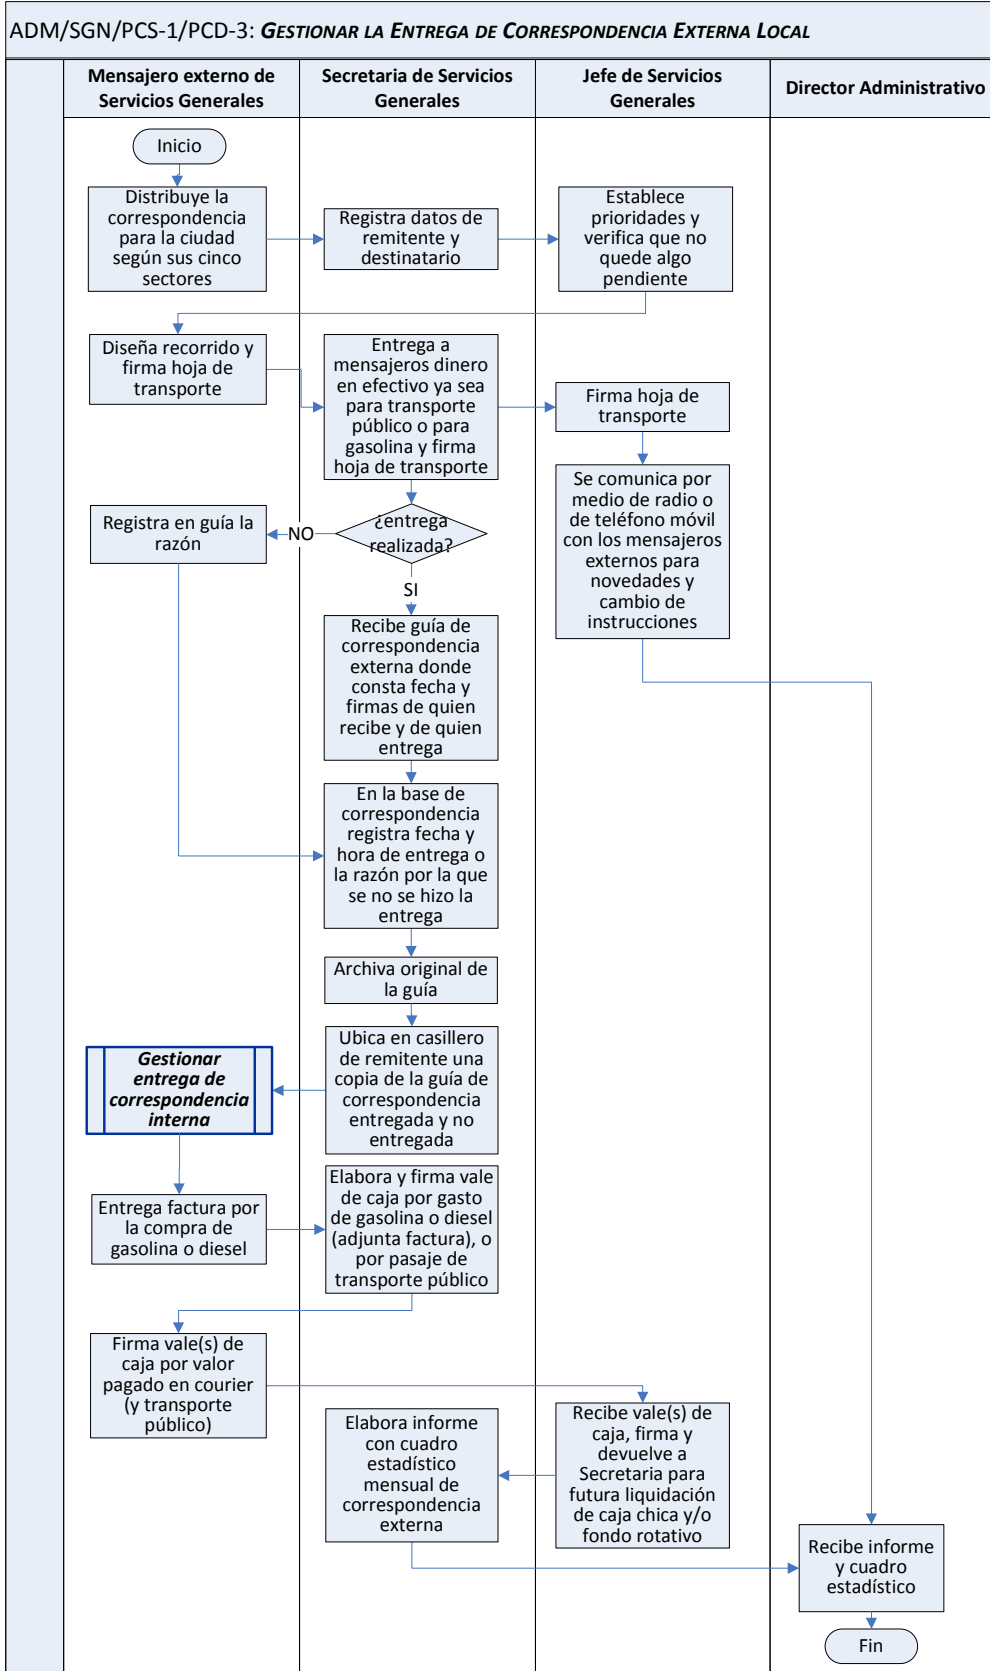 ADM/SGN/PCS-1/PCD-3: GESTIONAR LA ENTREGA DE CORRESPONDENCIA EXTERNA LOCAL
Mensajero externo de
Servicios Generales
Secretaria de Servicios
Generales
Jefe de Servicios
Generales
Director Administrativo
Inicio
Distribuye la
correspondencia
para la ciudad
según sus cinco
sectores
Registra datos de
remitente y
destinatario
Establece
prioridades y
verifica que no
quede algo
pendiente
Diseña recorrido y
firma hoja de
transporte
Entrega a
mensajeros dinero
en efectivo ya sea
para transporte
público o para
gasolina y firma
hoja de transporte
Firma hoja de
transporte
Se comunica por
medio de radio o
de teléfono móvil
con los mensajeros
externos para
novedades y
cambio de
instrucciones
¿entrega
realizada?
NO
Registra en guía la
razón
SI
Recibe guía de
correspondencia
externa donde
consta fecha y
firmas de quien
recibe y de quien
entrega
En la base de
correspondencia
registra fecha y
hora de entrega o
la razón por la que
se no se hizo la
entrega
Archiva original de
la guía
Ubica en casillero
de remitente una
copia de la guía de
correspondencia
entregada y no
entregada
Gestionar
entrega de
correspondencia
interna
Entrega factura por
la compra de
gasolina o diesel
Elabora y firma vale
de caja por gasto
de gasolina o diesel
(adjunta factura), o
por pasaje de
transporte público
Firma vale(s) de
caja por valor
pagado en courier
(y transporte
público)
Recibe vale(s) de
caja, firma y
devuelve a
Secretaria para
futura liquidación
de caja chica y/o
fondo rotativo
Elabora informe
con cuadro
estadístico
mensual de
correspondencia
externa
Recibe informe
y cuadro
estadístico
Fin